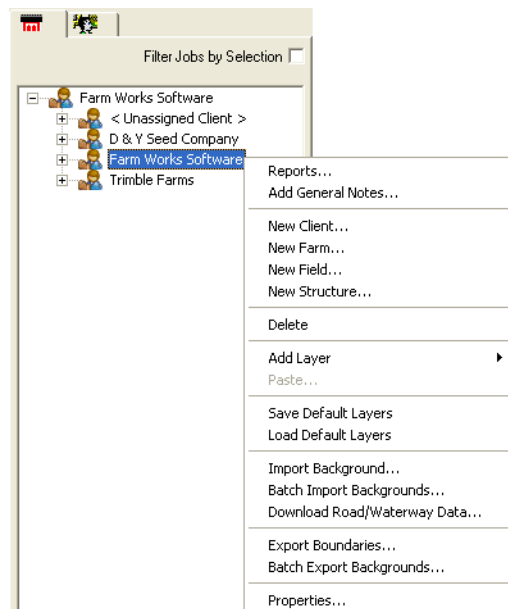 Filter Jobs by Selection
Farm Works Software
< Unassigned Client >
D & Y Seed Company
Farm Works Software
Trimble Farms
Reports...
Add General Notes...
New Client...
New Farm...
New Field...
New Structure...
Delete
Add Layer
Paste...
Save Default Layers
Load Default Layers
Import Background...
Batch Import Backgrounds...
Download Road/Waterway Data...
Export Boundaries...
Batch Export Backgrounds...
Properties...